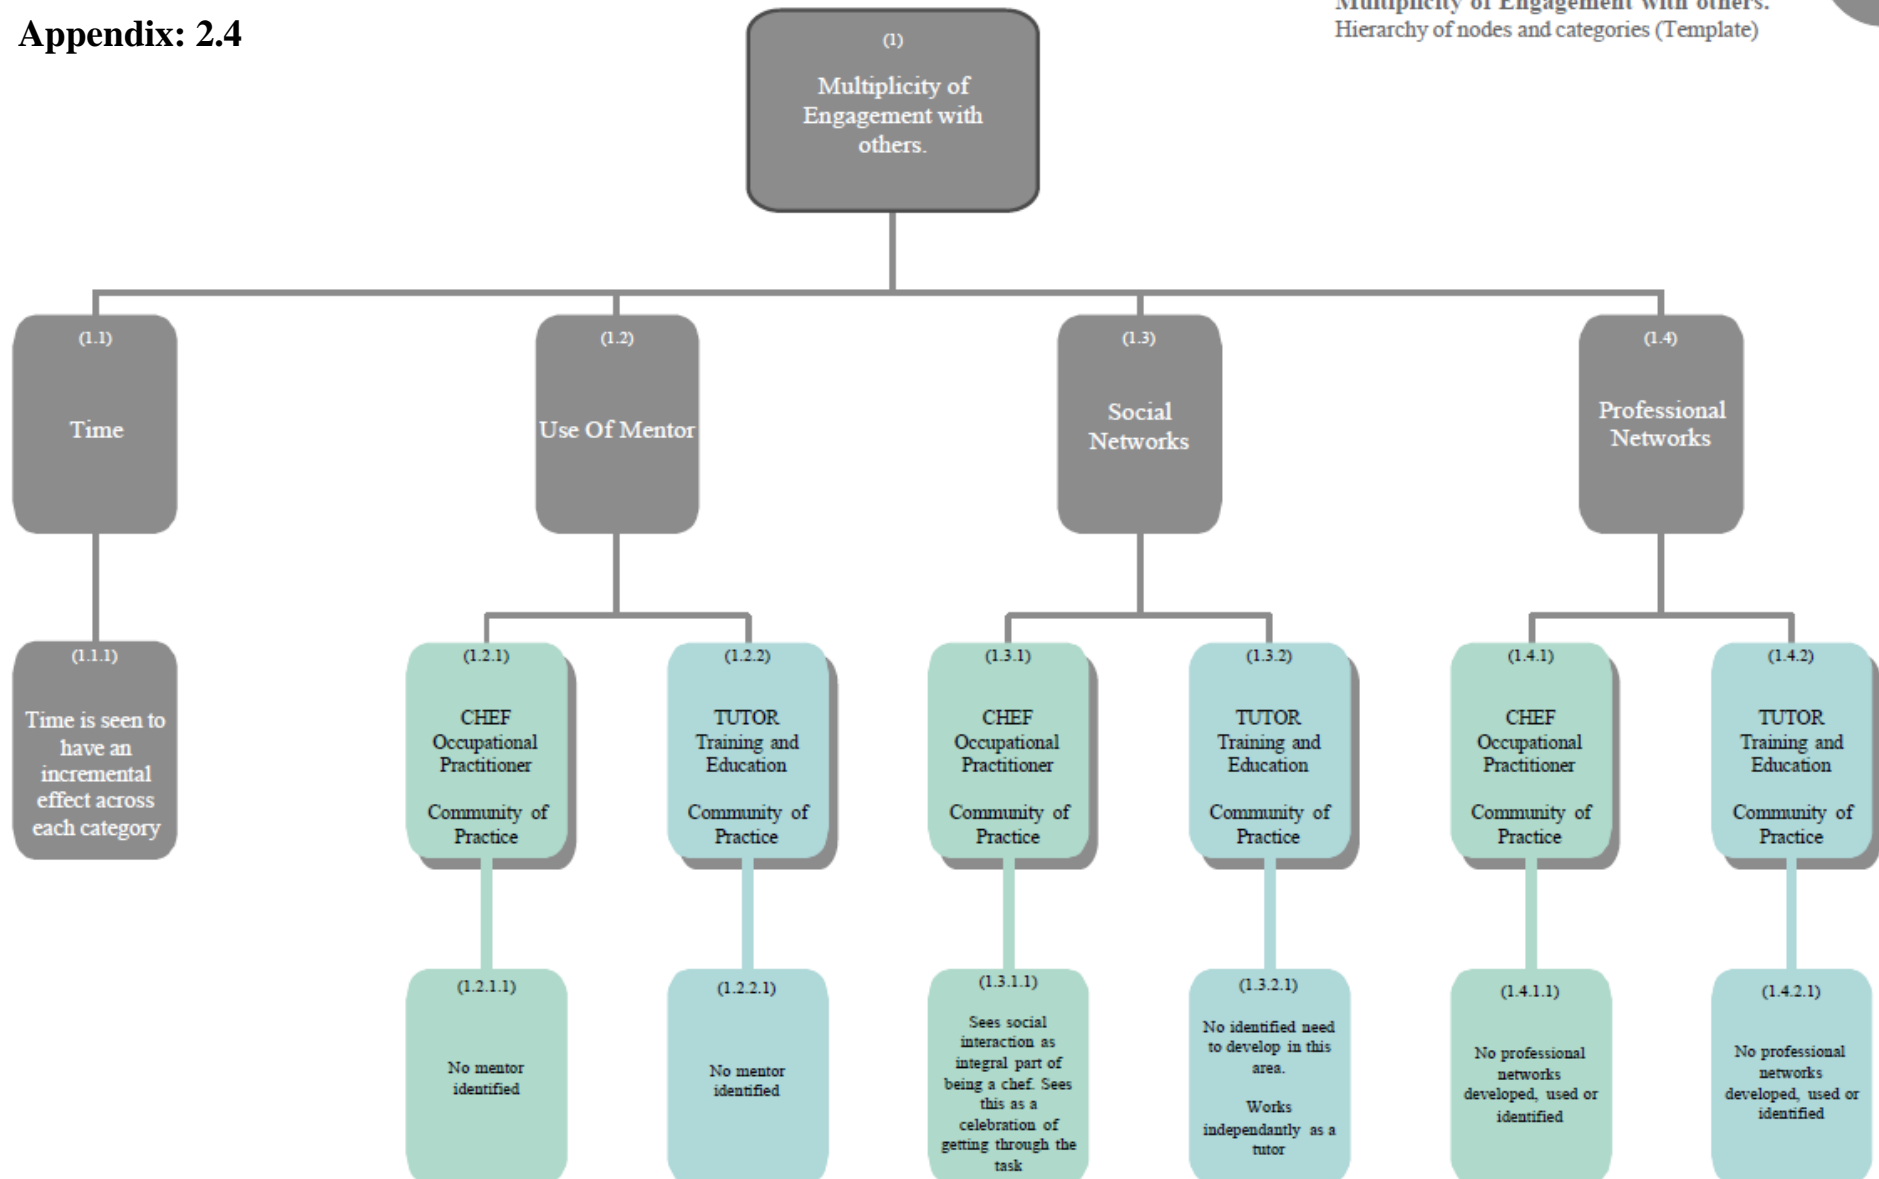 Appendix: 2.4
Multiplicity of Engagement with others.
Hierarchy of nodes and categories (Template)
(1)
Multiplicity of
Engagement with
others.
(1.1)
Time
(1.2)
Use Of Mentor
(1.3)
Social
Networks
(1.4)
Professional
Networks
(1.1.1)
Time is seen to
have an
incremental
effect across
each category
(1.2.1)
CHEF
Occupational
Practitioner
Community of
Practice
(1.2.2)
TUTOR
Training and
Education
Community of
Practice
(1.3.1)
CHEF
Occupational
Practitioner
Community of
Practice
(1.3.2)
TUTOR
Training and
Education
Community of
Practice
(1.4.1)
CHEF
Occupational
Practitioner
Community of
Practice
(1.4.2)
TUTOR
Training and
Education
Community of
Practice
(1.2.1.1)
No mentor
identified
(1.2.2.1)
No mentor
identified
(1.3.1.1)
Sees social
interaction as
integral part of
being a chef. Sees
this as a
celebration of
getting through the
task
(1.3.2.1)
No identified need
to develop in this
area.
Works
independantly as a
tutor
(1.4.1.1)
No professional
networks
developed, used or
identified
(1.4.2.1)
No professional
networks
developed, used or
identified